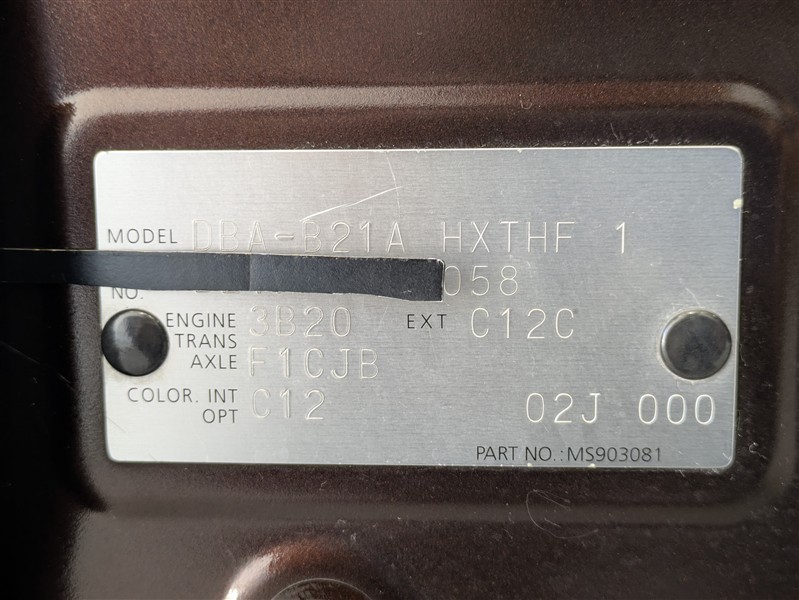 MODEL DBA-B21A HXTHF 1
NO. 058
ENGINE 3B20 EXT C12C
TRANS
AXLE F1CJB
COLOR. INT C12
OPT 02J 000
PART NO.: MS903081